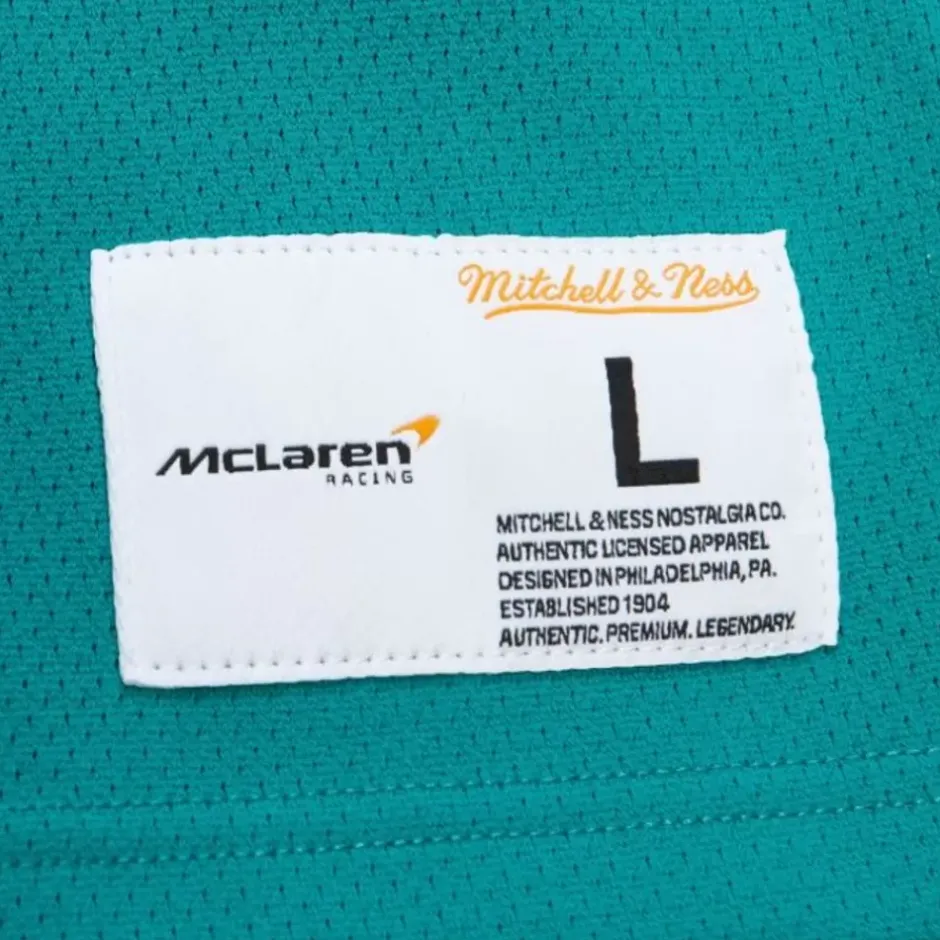 Mitchell & Ness
L
McLaren
RACING
MITCHELL & NESS NOSTALGIA CO.
AUTHENTIC LICENSED APPAREL
DESIGNED IN PHILADELPHIA, PA.
ESTABLISHED 1904
AUTHENTIC. PREMIUM. LEGENDARY.